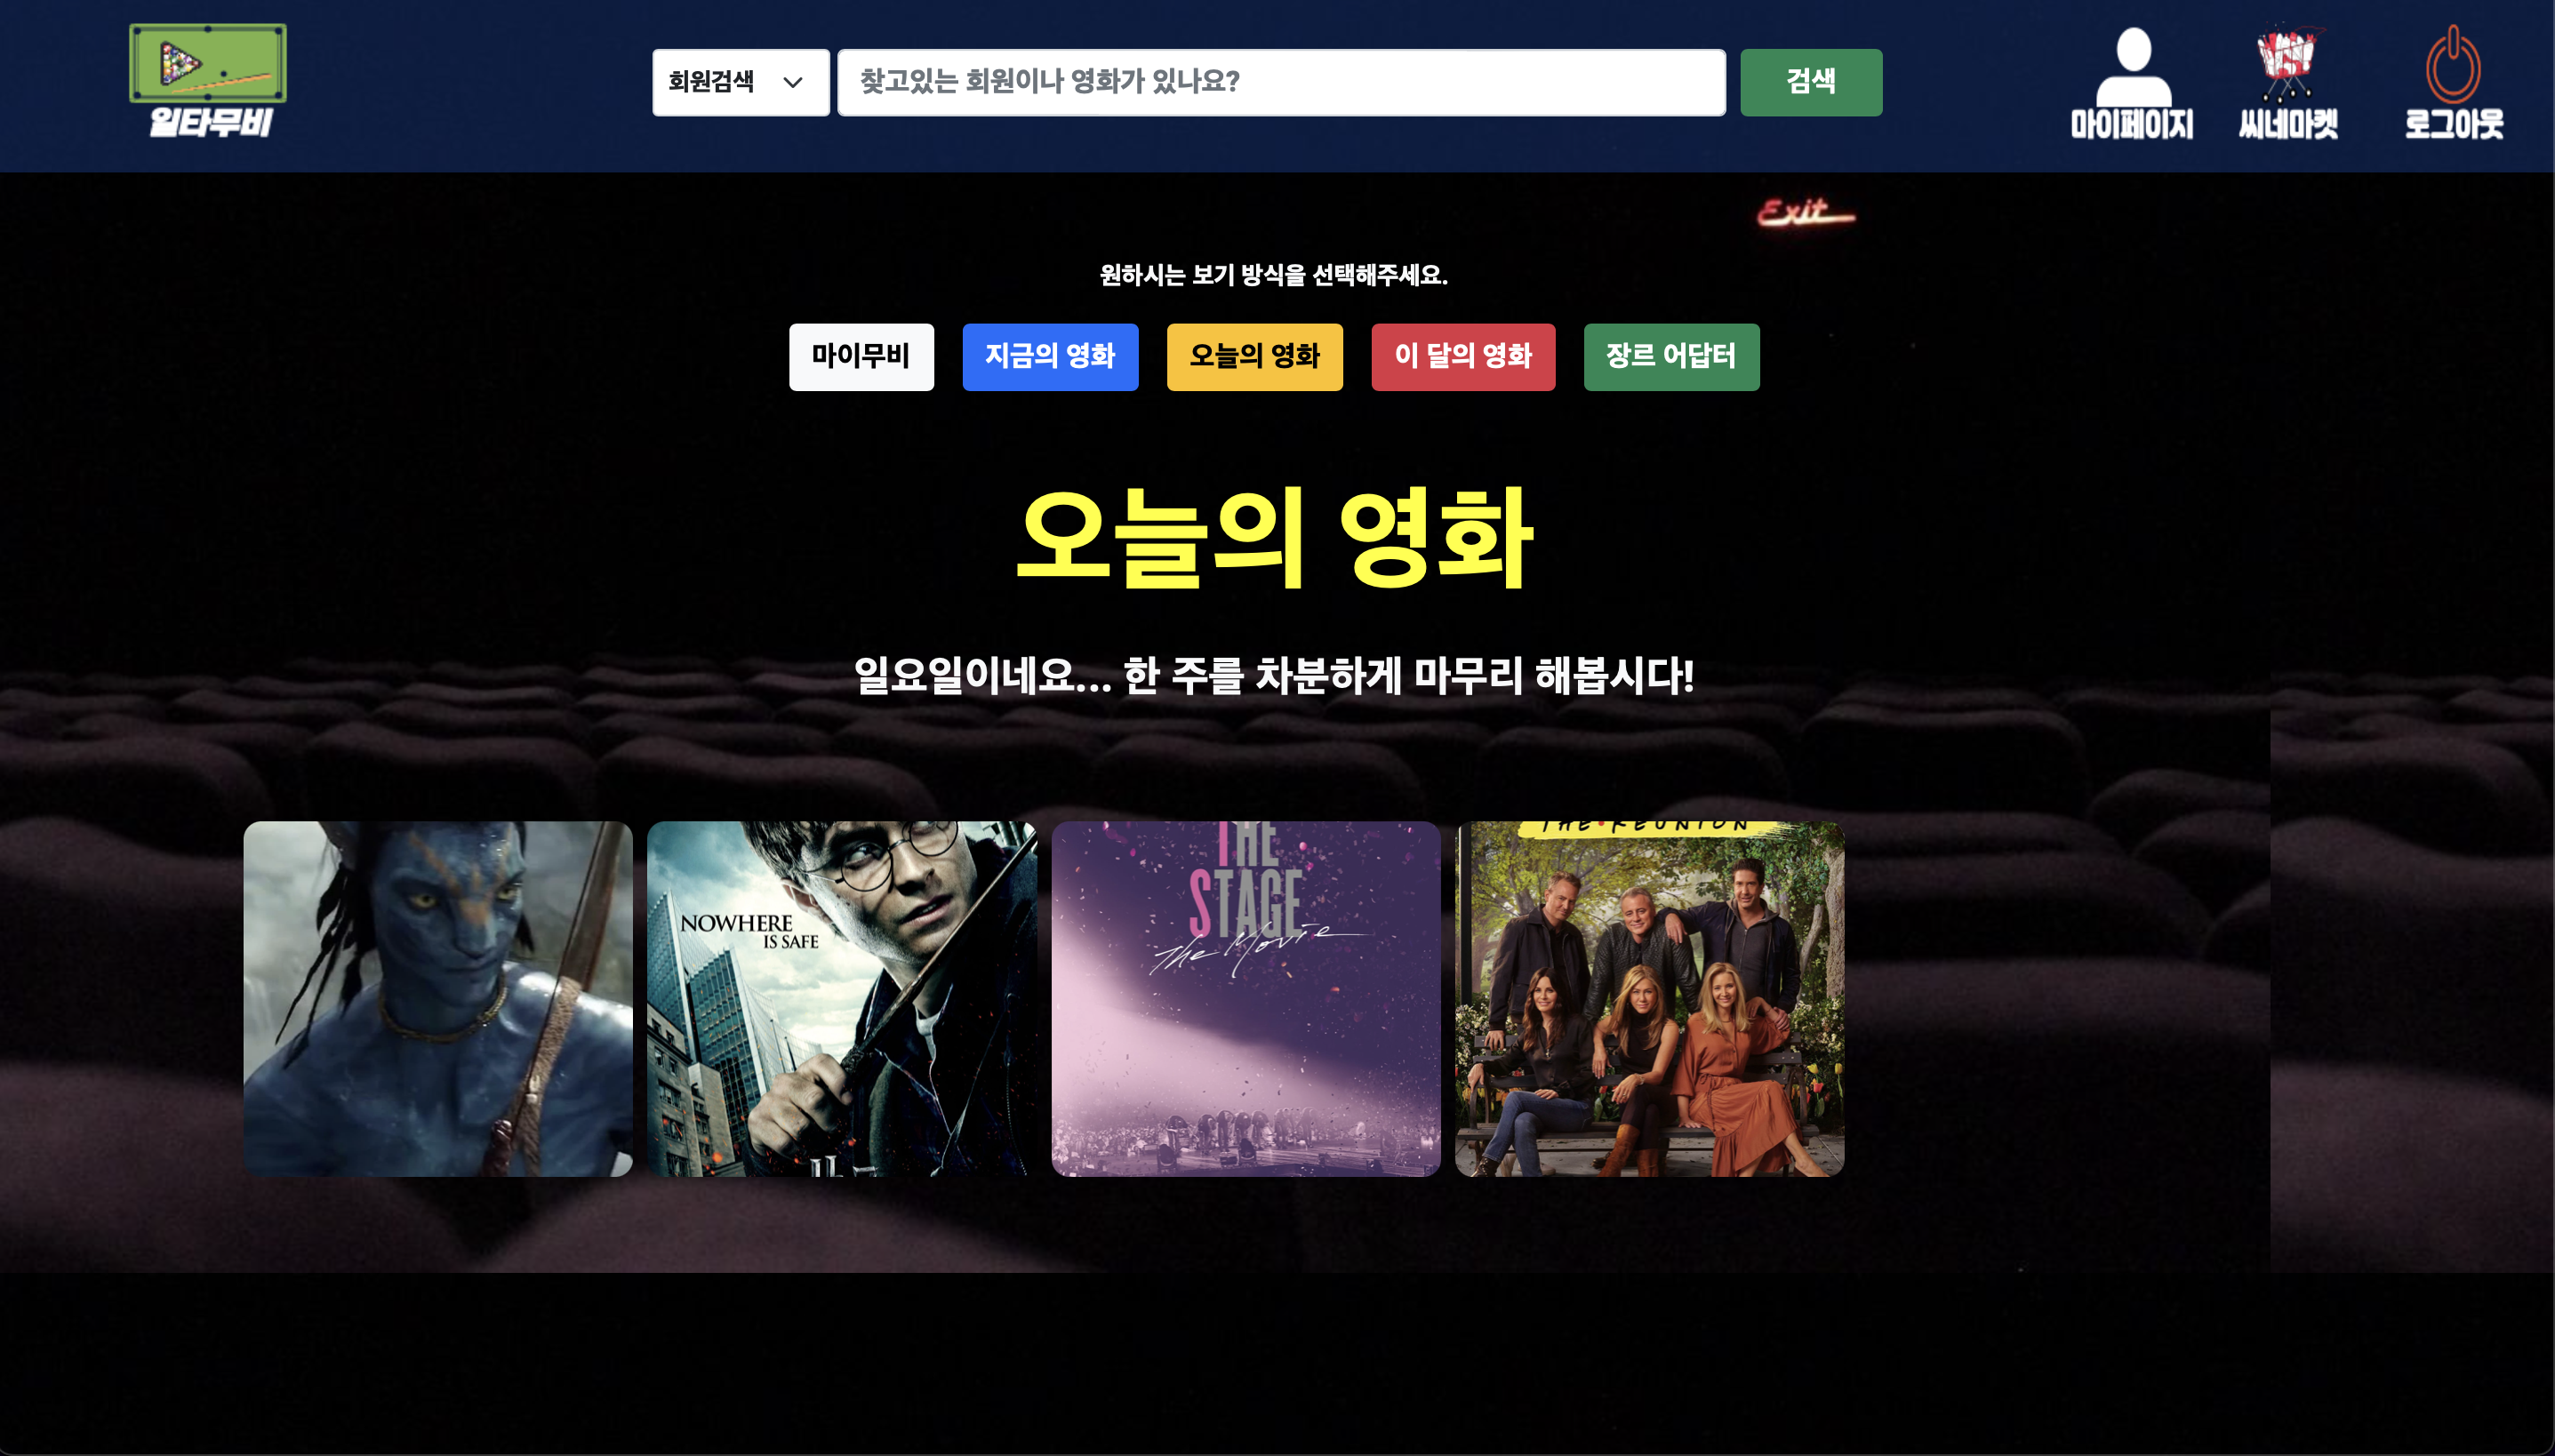 일타무비
회원검색
찾고있는 회원이나 영화가 있나요?
검색
마이페이지
씨네마켓
로그아웃
Exit
원하시는 보기 방식을 선택해주세요.
마이무비
지금의 영화
오늘의 영화
이 달의 영화
장르 어답터
오늘의 영화
일요일이네요... 한 주를 차분하게 마무리 해봅시다!
NOWHERE
IS SAFE
THE
STAGE
The Movie
THE REUNION